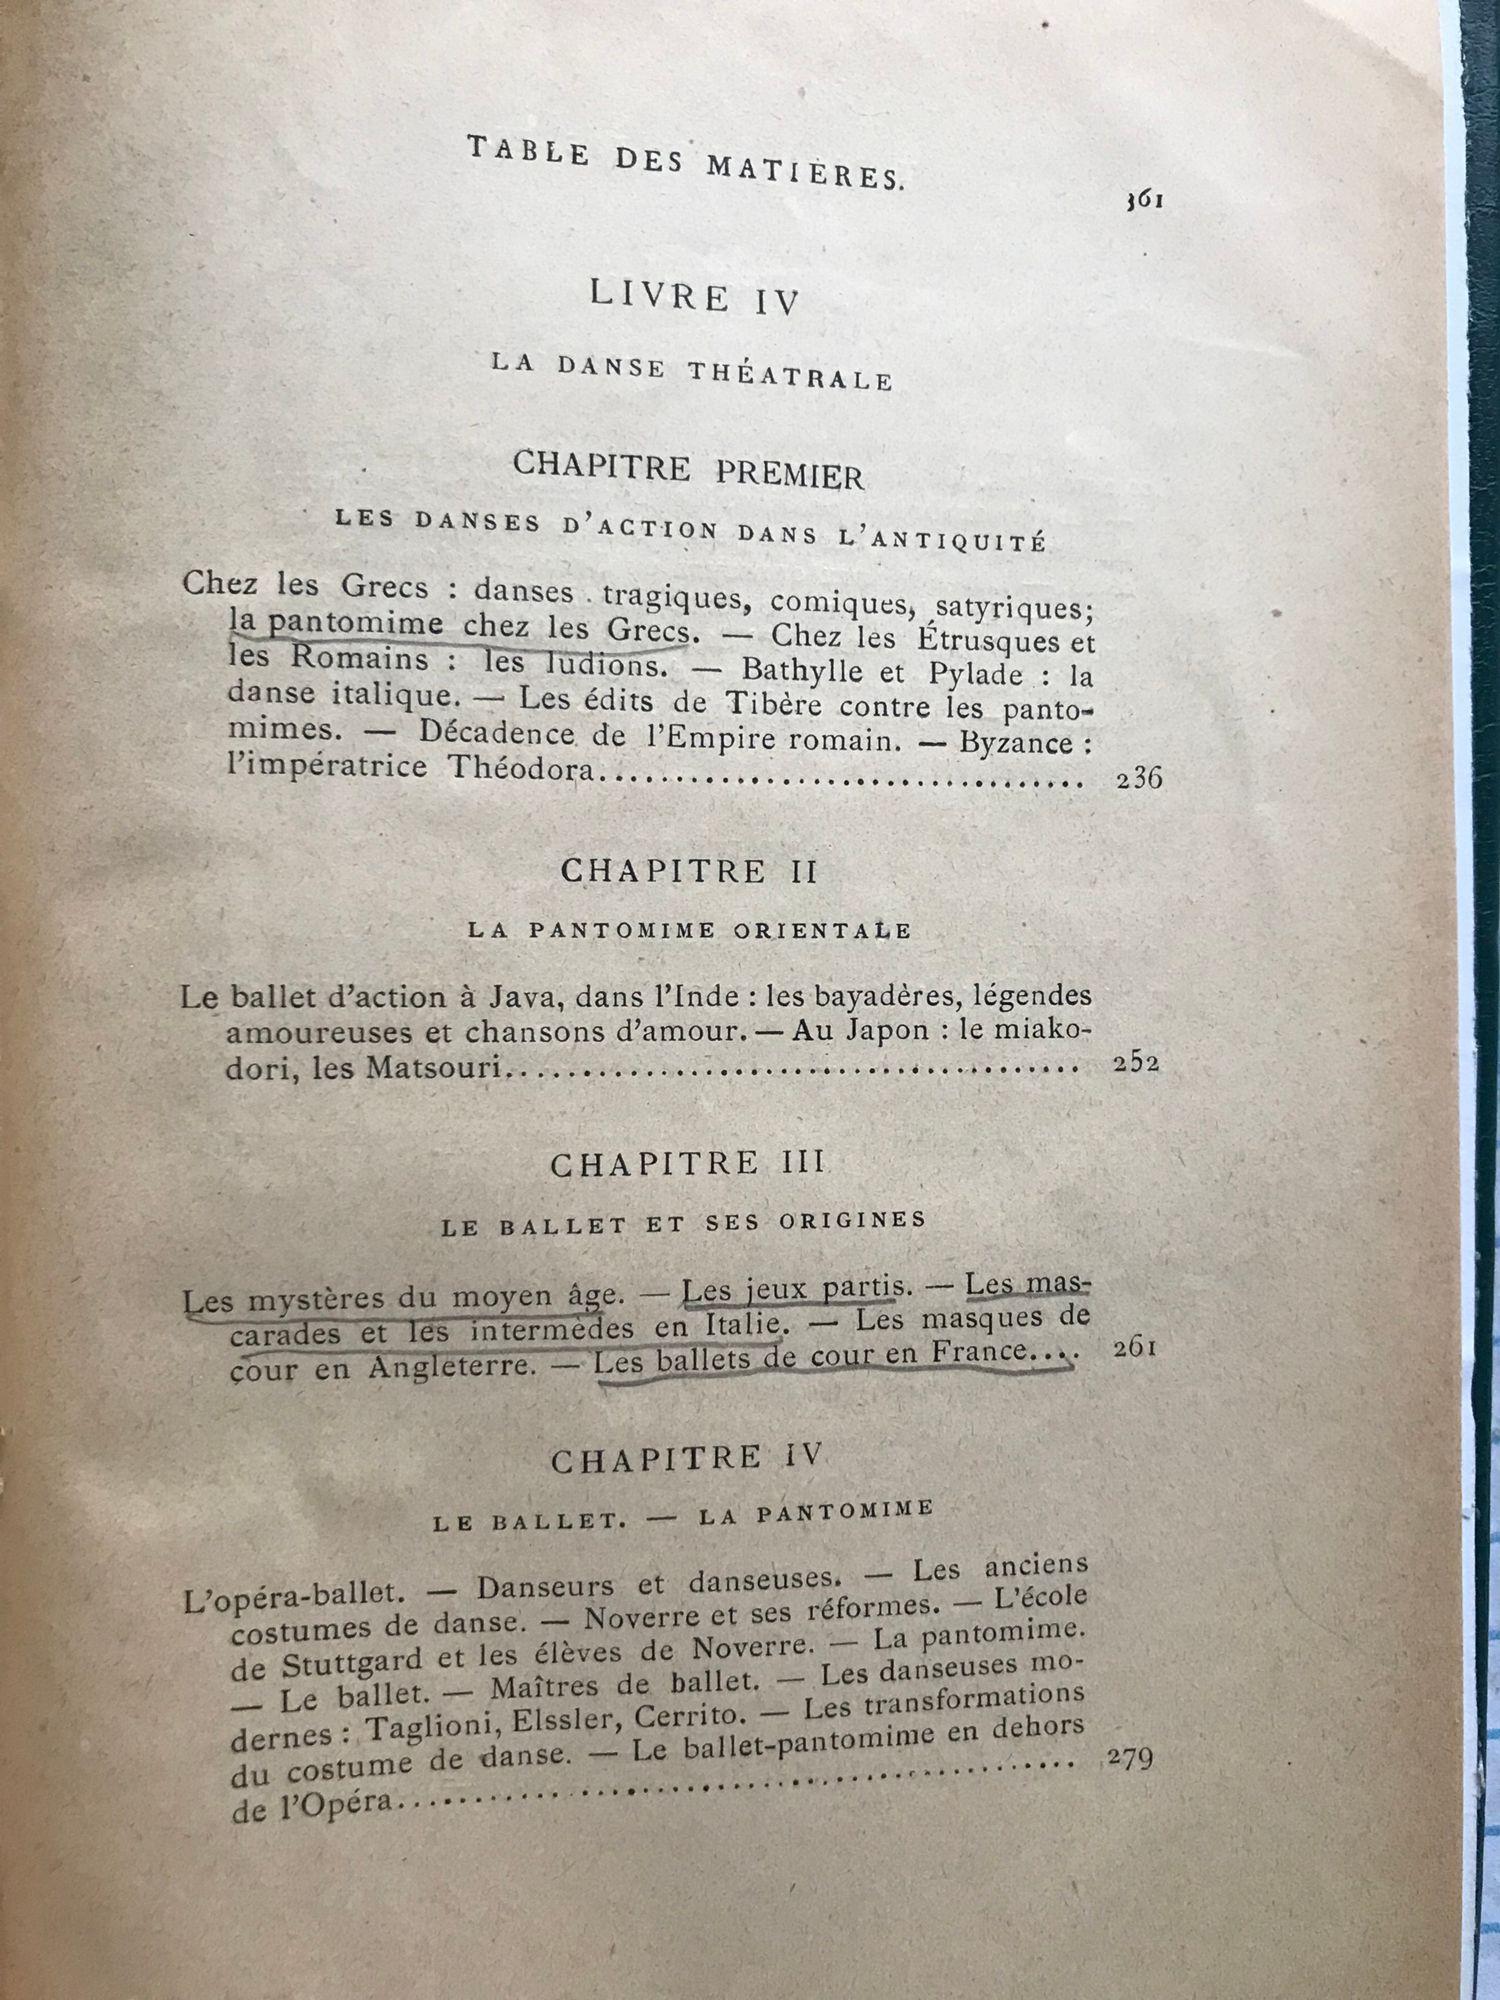 TABLE DES MATIÈRES.
361
LIVRE IV
LA DANSE THÉATRALE
CHAPITRE PREMIER
LES DANSES D'ACTION DANS L'ANTIQUITÉ
Chez les Grecs : danses tragiques, comiques, satyriques;
la pantomime chez les Grecs. — Chez les Étrusques et
les Romains : les ludions. — Bathylle et Pylade : la
danse italique. — Les édits de Tibère contre les panto-
mimes. — Décadence de l'Empire romain. — Byzance :
l'impératrice Théodora................................ 236
CHAPITRE II
LA PANTOMIME ORIENTALE
Le ballet d'action à Java, dans l'Inde : les bayadères, légendes
amoureuses et chansons d'amour. — Au Japon : le miako-
dori, les Matsouri...................................... 252
CHAPITRE III
LE BALLET ET SES ORIGINES
Les mystères du moyen âge. — Les jeux partis. — Les mas-
carades et les intermèdes en Italie. — Les masques de
cour en Angleterre. — Les ballets de cour en France.... 261
CHAPITRE IV
LE BALLET. — LA PANTOMIME
L'opéra-ballet. — Danseurs et danseuses. — Les anciens
costumes de danse. — Noverre et ses réformes. — L'école
de Stuttgard et les élèves de Noverre. — La pantomime.
— Le ballet. — Maîtres de ballet. — Les danseuses mo-
dernes : Taglioni, Elssler, Cerrito. — Les transformations
du costume de danse. — Le ballet-pantomime en dehors
de l'Opéra............................................. 279